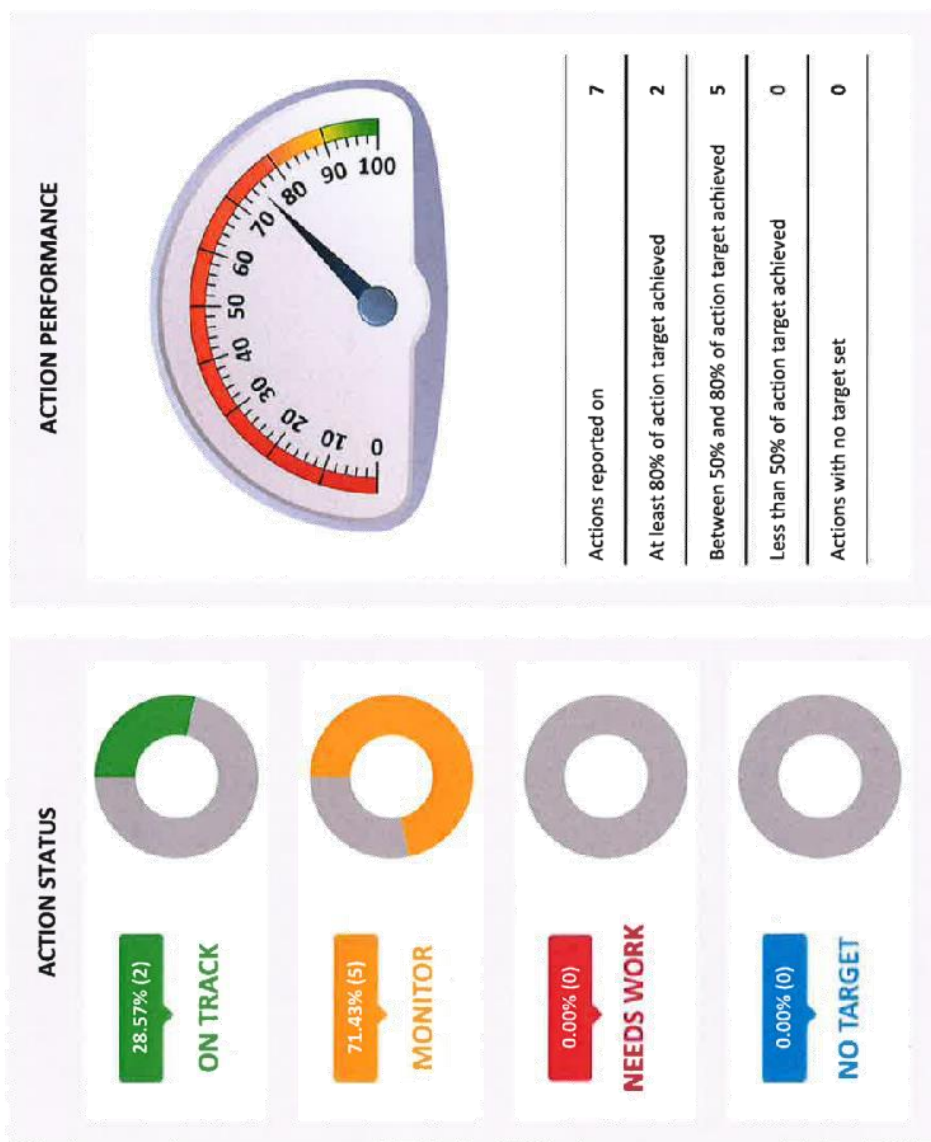 ACTION STATUS
28.57% (2)
ON TRACK
71.43% (5)
MONITOR
0.00% (0)
NEEDS WORK
0.00% (0)
NO TARGET
ACTION PERFORMANCE
0
10
20
30
40
50
60
70
80
90
100
Actions reported on 7
At least 80% of action target achieved 2
Between 50% and 80% of action target achieved 5
Less than 50% of action target achieved 0
Actions with no target set 0